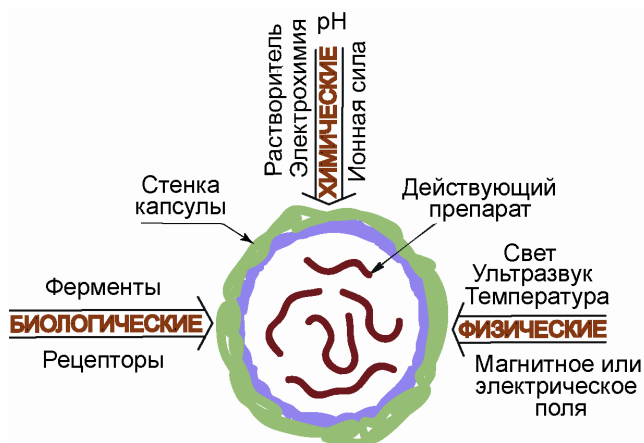 pH
Растворитель
Электрохимия
ХИМИЧЕСКИЕ
Ионная сила
Стенка
капсулы
Действующий
препарат
Ферменты
БИОЛОГИЧЕСКИЕ
Рецепторы
Свет
Ультразвук
Температура
ФИЗИЧЕСКИЕ
Магнитное или
электрическое
поля